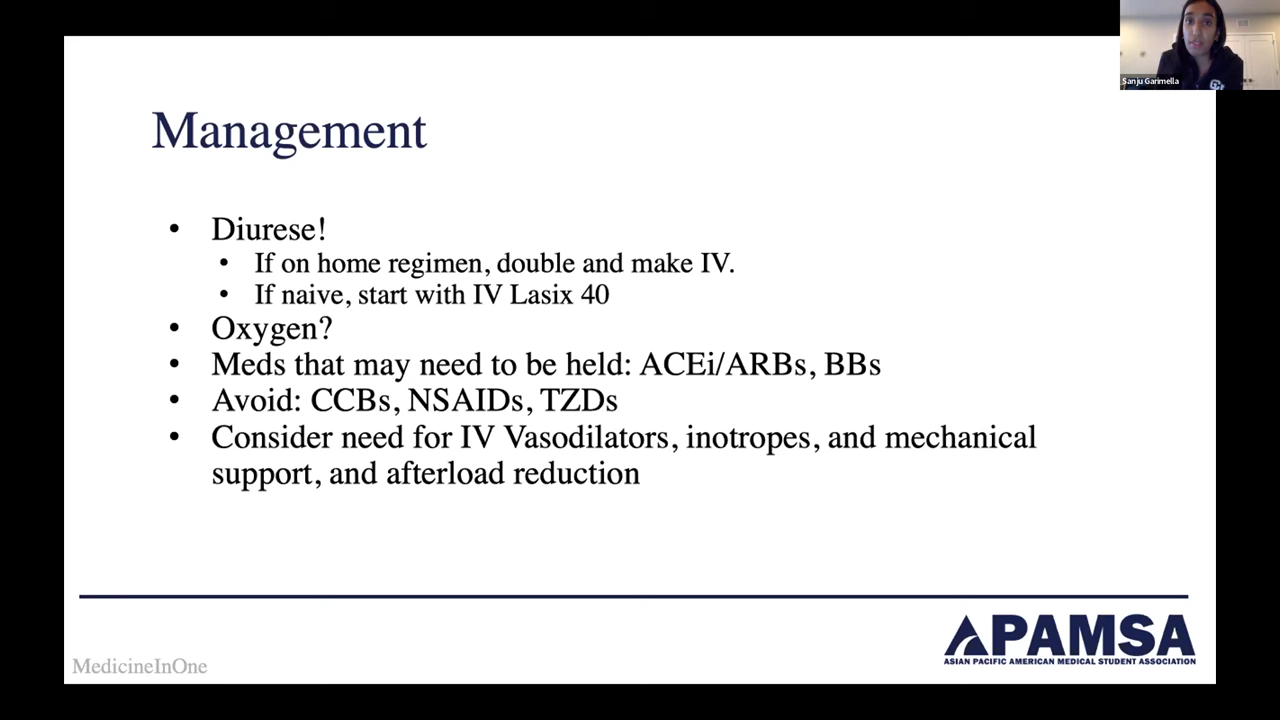 Sanju Garimella
Management
• Diurese!
• If on home regimen, double and make IV.
• If naive, start with IV Lasix 40
• Oxygen?
• Meds that may need to be held: ACEi/ARBs, BBs
• Avoid: CCBs, NSAIDs, TZDs
• Consider need for IV Vasodilators, inotropes, and mechanical
support, and afterload reduction
APAMSA
ASIAN PACIFIC AMERICAN MEDICAL STUDENT ASSOCIATION
MedicineInOne